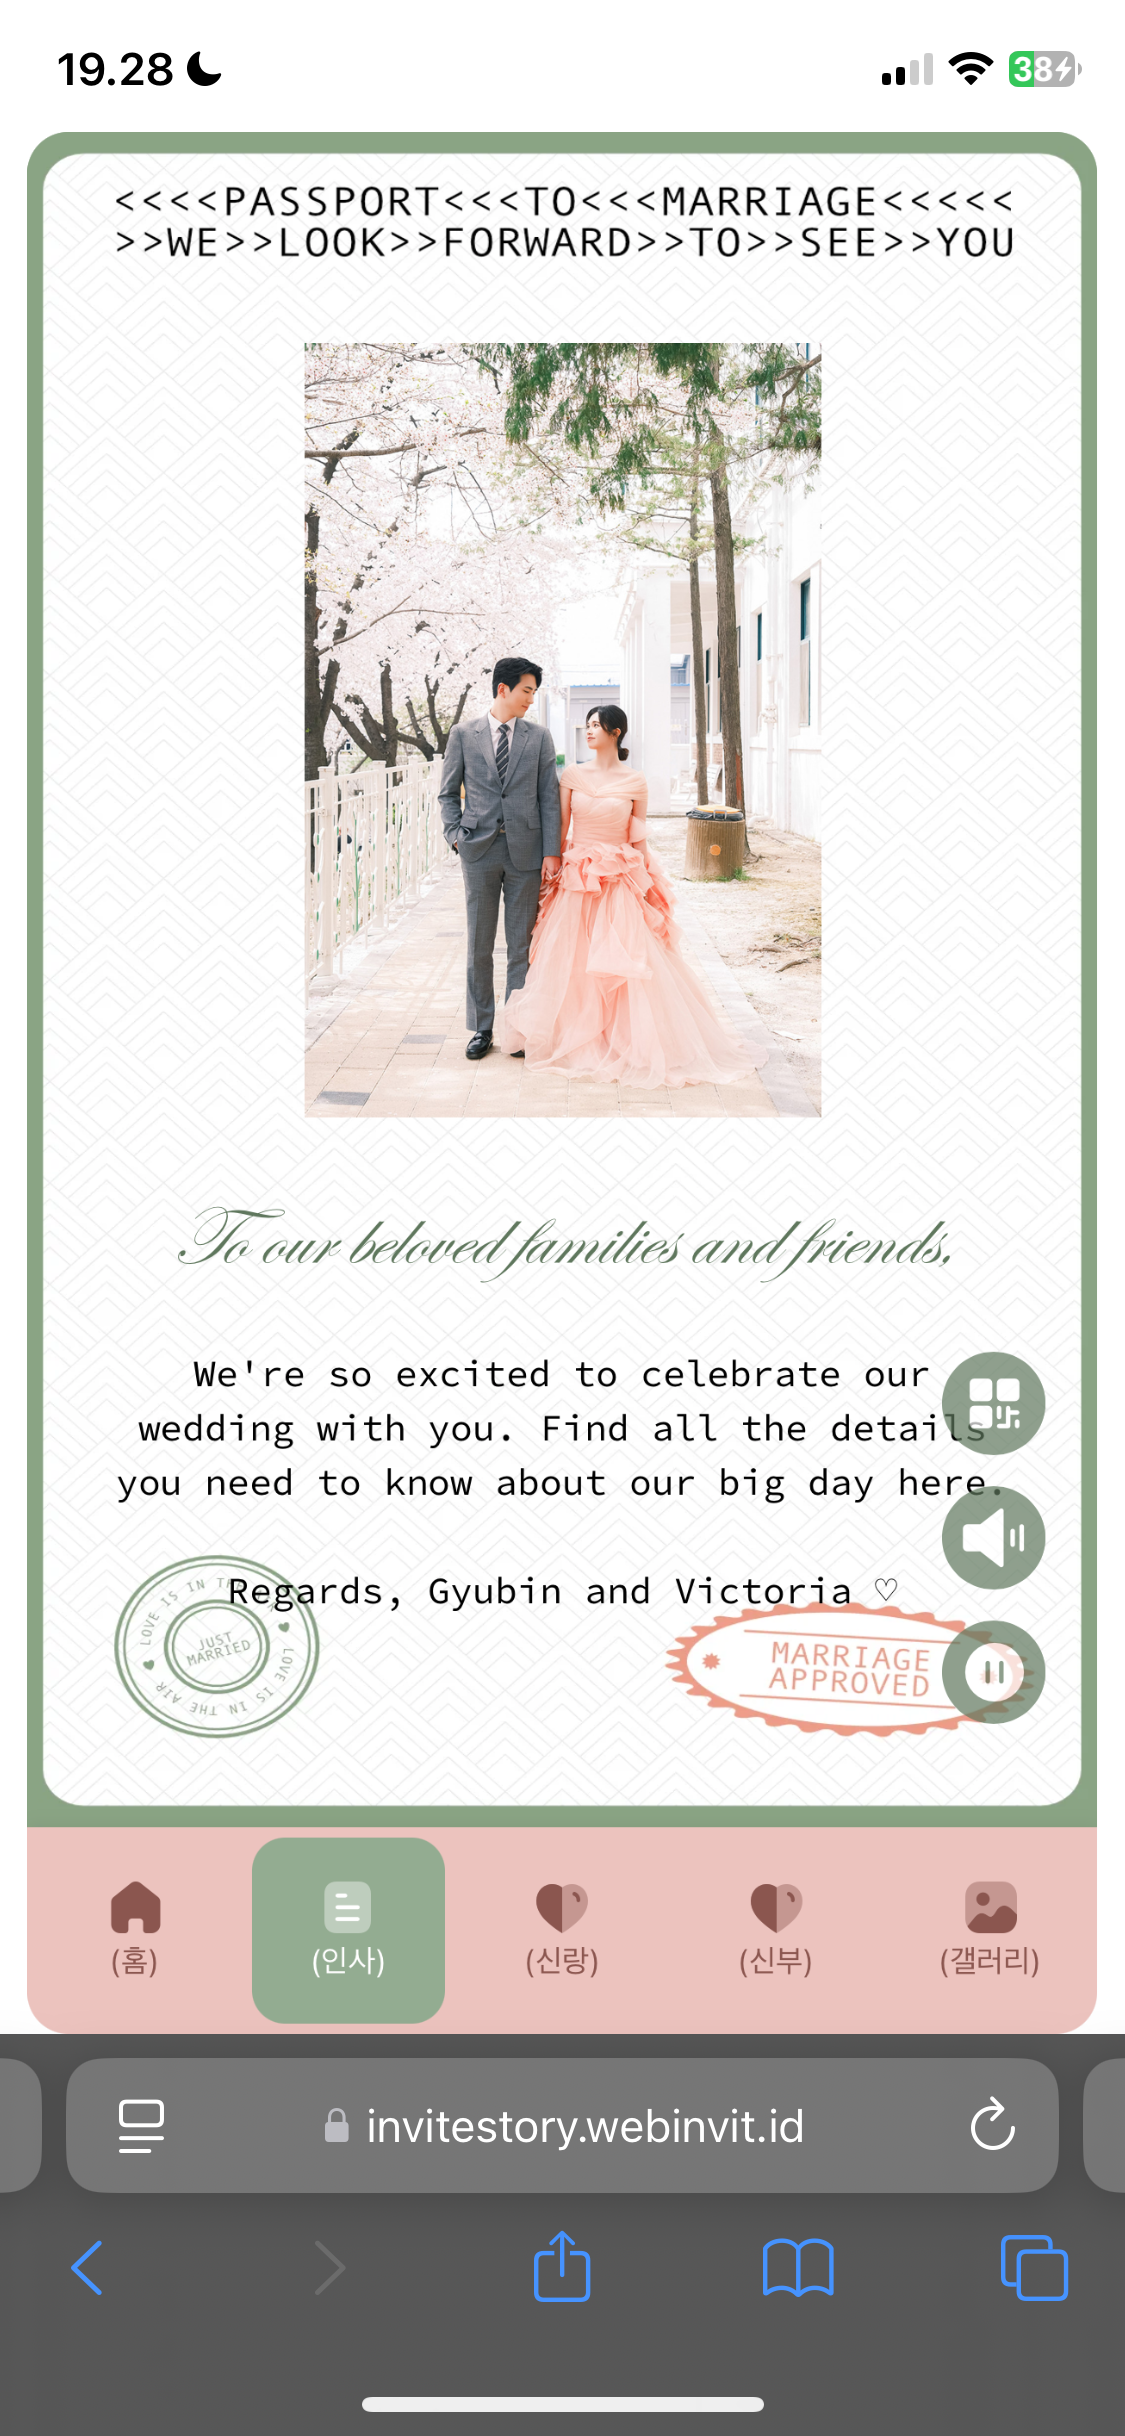 19.28
38
<<<<PASSPORT<<<TO<<<MARRIAGE<<<<<
>>WE>>LOOK>>FORWARD>>TO>>SEE>>YOU
To our beloved families and friends,
We're so excited to celebrate our
wedding with you. Find all the details
you need to know about our big day here.
Regards, Gyubin and Victoria ♡
LOVE IS IN THE
LOVE IS IN THE AIR
JUST
MARRIED
MARRIAGE
APPROVED
(홈)
(인사)
(신랑)
(신부)
(갤러리)
invitestory.webinvit.id